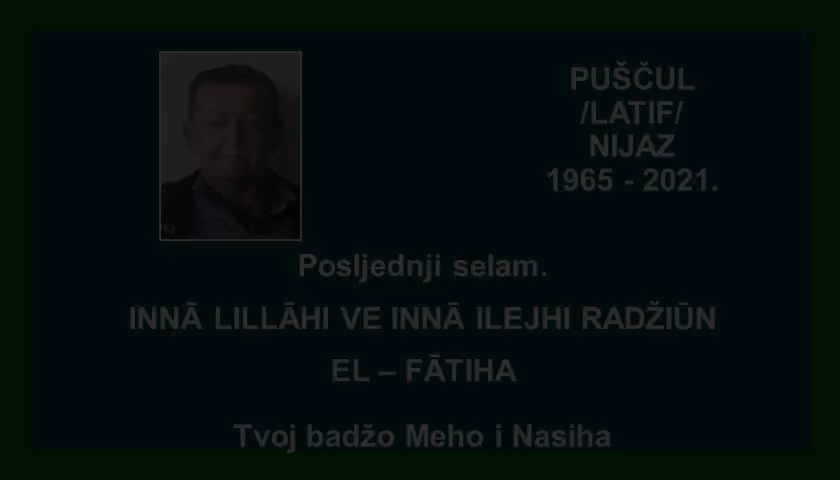 PUŠČUL
/LATIF/
NIJAZ
1965 - 2021.
Posljednji selam.
INNĀ LILLĀHI VE INNĀ ILEJHI RADŽIŪN
EL – FĀTIHA
Tvoj badžo Meho i Nasiha